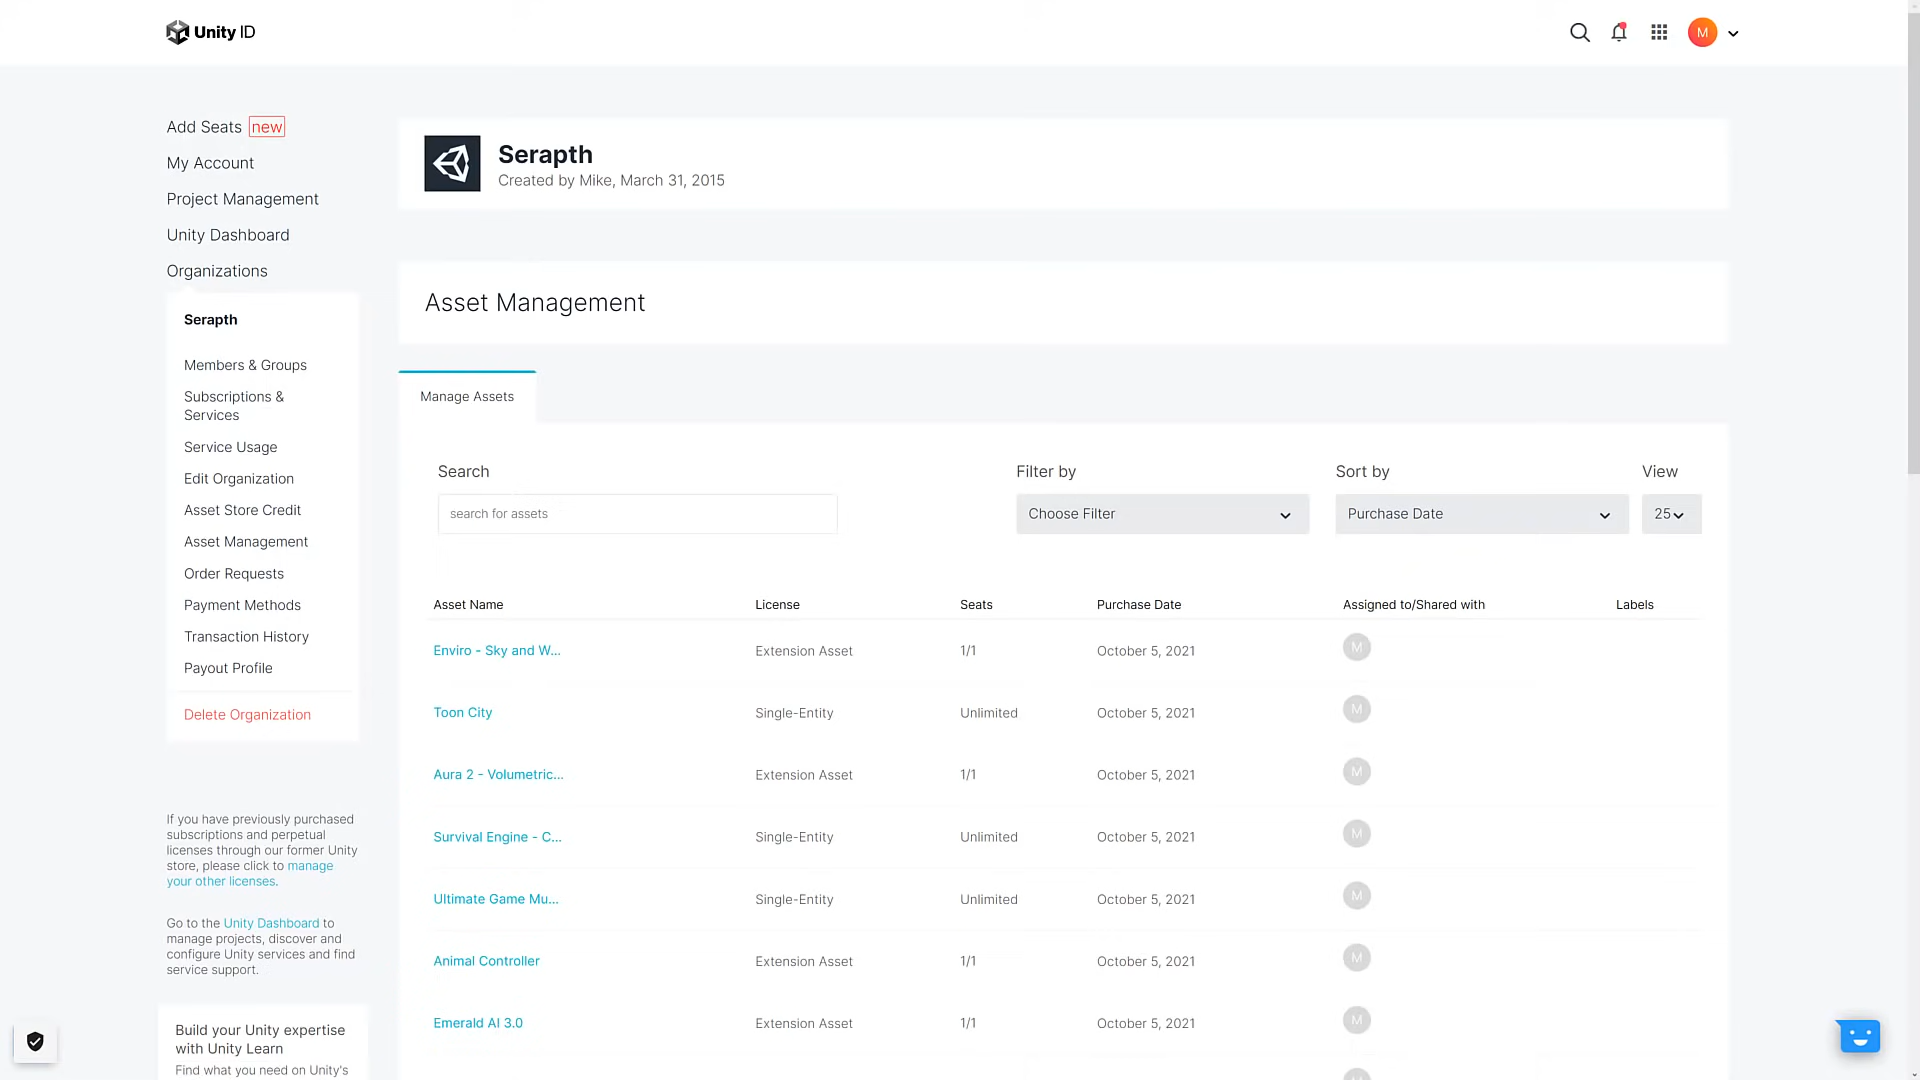 Unity ID
M
Add Seats new
My Account
Project Management
Unity Dashboard
Organizations
Serapth
Members & Groups
Subscriptions &
Services
Service Usage
Edit Organization
Asset Store Credit
Asset Management
Order Requests
Payment Methods
Transaction History
Payout Profile
Delete Organization
If you have previously purchased
subscriptions and perpetual
licenses through our former Unity
store, please click to manage
your other licenses.
Go to the Unity Dashboard to
manage projects, discover and
configure Unity services and find
service support.
Build your Unity expertise
with Unity Learn
Find what you need on Unity's
Serapth
Created by Mike, March 31, 2015
Asset Management
Manage Assets
Search Filter by Sort by View
search for assets Choose Filter Purchase Date 25
Asset Name License Seats Purchase Date Assigned to/Shared with Labels
Enviro - Sky and W... Extension Asset 1/1 October 5, 2021 M
Toon City Single-Entity Unlimited October 5, 2021 M
Aura 2 - Volumetric... Extension Asset 1/1 October 5, 2021 M
Survival Engine - C... Single-Entity Unlimited October 5, 2021 M
Ultimate Game Mu... Single-Entity Unlimited October 5, 2021 M
Animal Controller Extension Asset 1/1 October 5, 2021 M
Emerald AI 3.0 Extension Asset 1/1 October 5, 2021 M